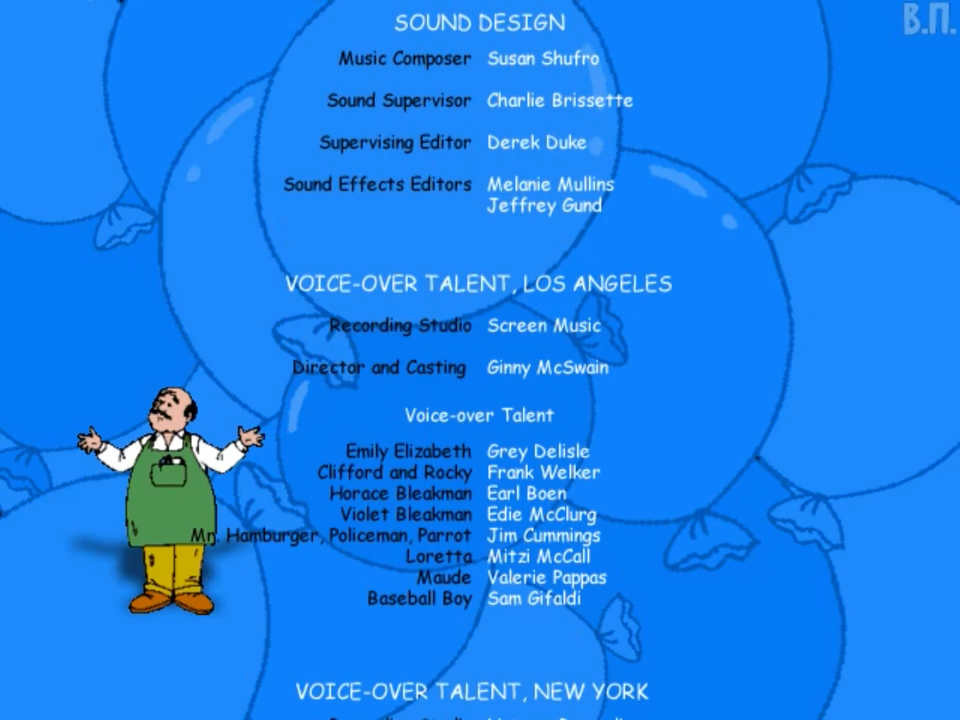 В.П.
SOUND DESIGN
Music Composer Susan Shufro
Sound Supervisor Charlie Brissette
Supervising Editor Derek Duke
Sound Effects Editors Melanie Mullins
Jeffrey Gund
VOICE-OVER TALENT, LOS ANGELES
Recording Studio Screen Music
Director and Casting Ginny McSwain
Voice-over Talent
Emily Elizabeth Grey Delisle
Clifford and Rocky Frank Welker
Horace Bleakman Earl Boen
Violet Bleakman Edie McClurg
Mr. Hamburger, Policeman, Parrot Jim Cummings
Loretta Mitzi McCall
Maude Valerie Pappas
Baseball Boy Sam Gifaldi
VOICE-OVER TALENT, NEW YORK